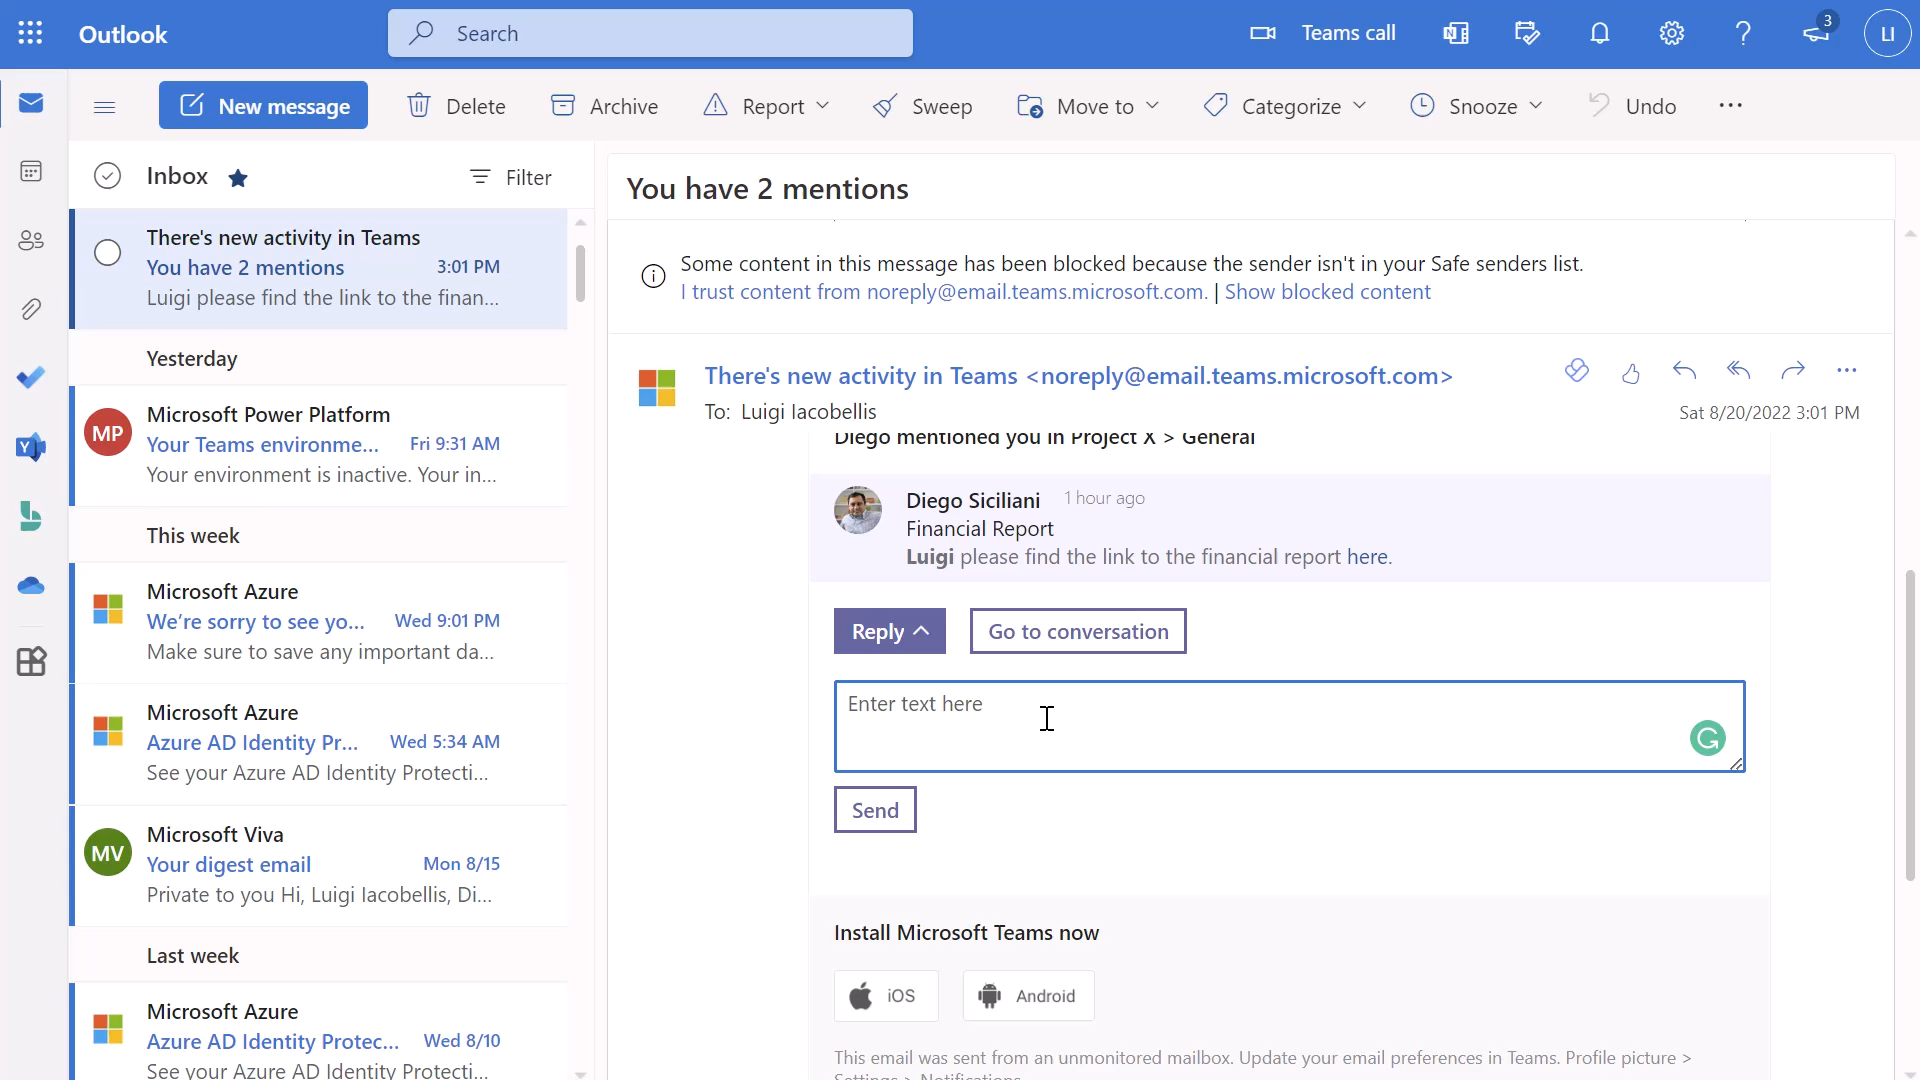 Outlook
Search
Teams call
3
LI
New message
Delete
Archive
Report
Sweep
Move to
Categorize
Snooze
Undo
Inbox
Filter
There's new activity in Teams
You have 2 mentions 3:01 PM
Luigi please find the link to the finan...
Yesterday
MP
Microsoft Power Platform
Your Teams environme... Fri 9:31 AM
Your environment is inactive. Your in...
This week
Microsoft Azure
We're sorry to see yo... Wed 9:01 PM
Make sure to save any important da...
Microsoft Azure
Azure AD Identity Pr... Wed 5:34 AM
See your Azure AD Identity Protecti...
MV
Microsoft Viva
Your digest email Mon 8/15
Private to you Hi, Luigi Iacobellis, Di...
Last week
Microsoft Azure
Azure AD Identity Protec... Wed 8/10
See your Azure AD Identity Protecti...
You have 2 mentions
Some content in this message has been blocked because the sender isn't in your Safe senders list.
I trust content from noreply@email.teams.microsoft.com. | Show blocked content
There's new activity in Teams <noreply@email.teams.microsoft.com>
To: Luigi Iacobellis
Sat 8/20/2022 3:01 PM
Diego mentioned you in Project X > General
Diego Siciliani 1 hour ago
Financial Report
Luigi please find the link to the financial report here.
Reply
Go to conversation
Enter text here
Send
Install Microsoft Teams now
iOS
Android
This email was sent from an unmonitored mailbox. Update your email preferences in Teams. Profile picture >
Settings > Notifications.